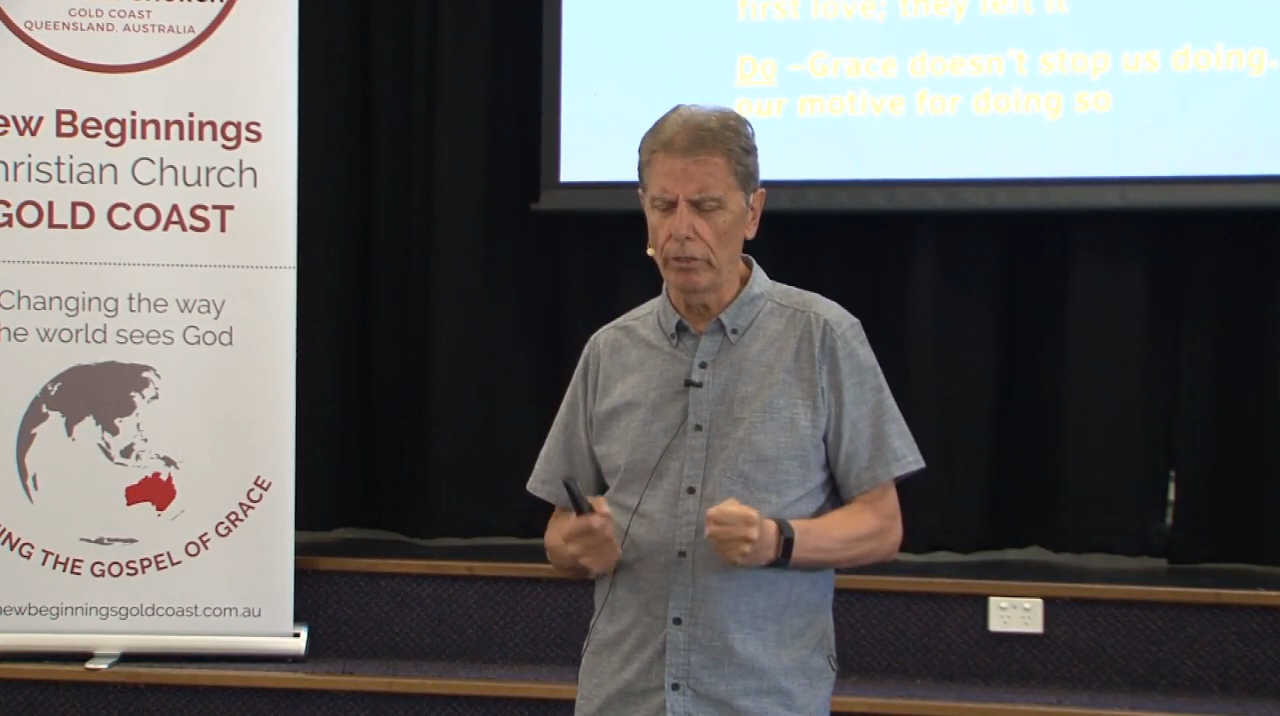 GOLD COAST
QUEENSLAND, AUSTRALIA
ew Beginnings
hristian Church
GOLD COAST
Changing the way
he world sees God
ING THE GOSPEL OF GRACE
newbeginningsgoldcoast.com.au
first love; they left it
Do –Grace doesn't stop us doing.
our motive for doing so